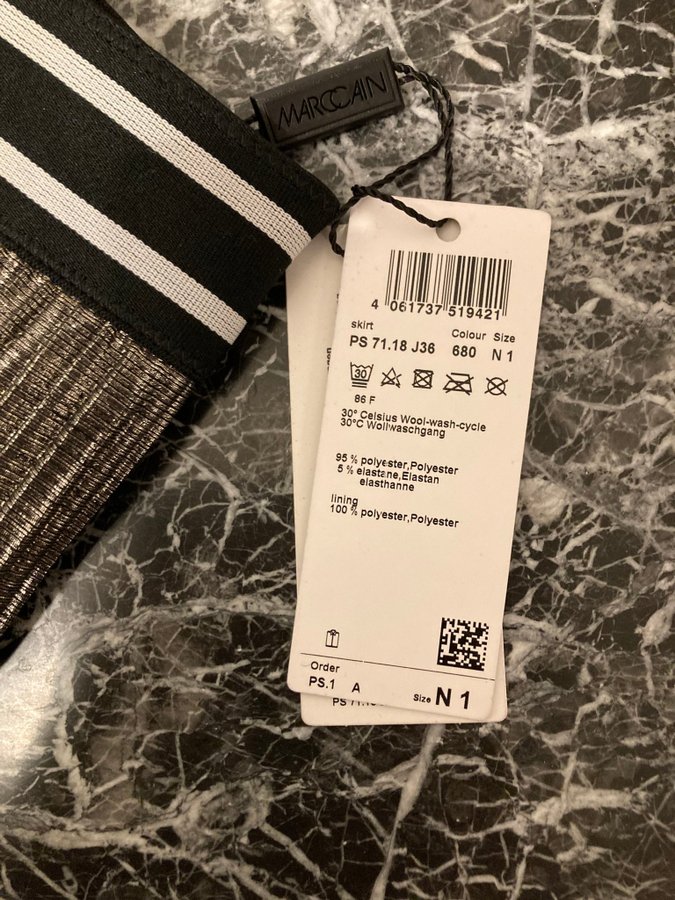 MARCCAIN
4 061737 519421
skirt Colour Size
PS 71.18 J36 680 N 1
30
86 F
30° Celsius Wool-wash-cycle
30°C Wollwaschgang
95 % polyester,Polyester
5 % elastane,Elastan
elasthanne
lining
100 % polyester,Polyester
Order
PS.1 A Size N 1